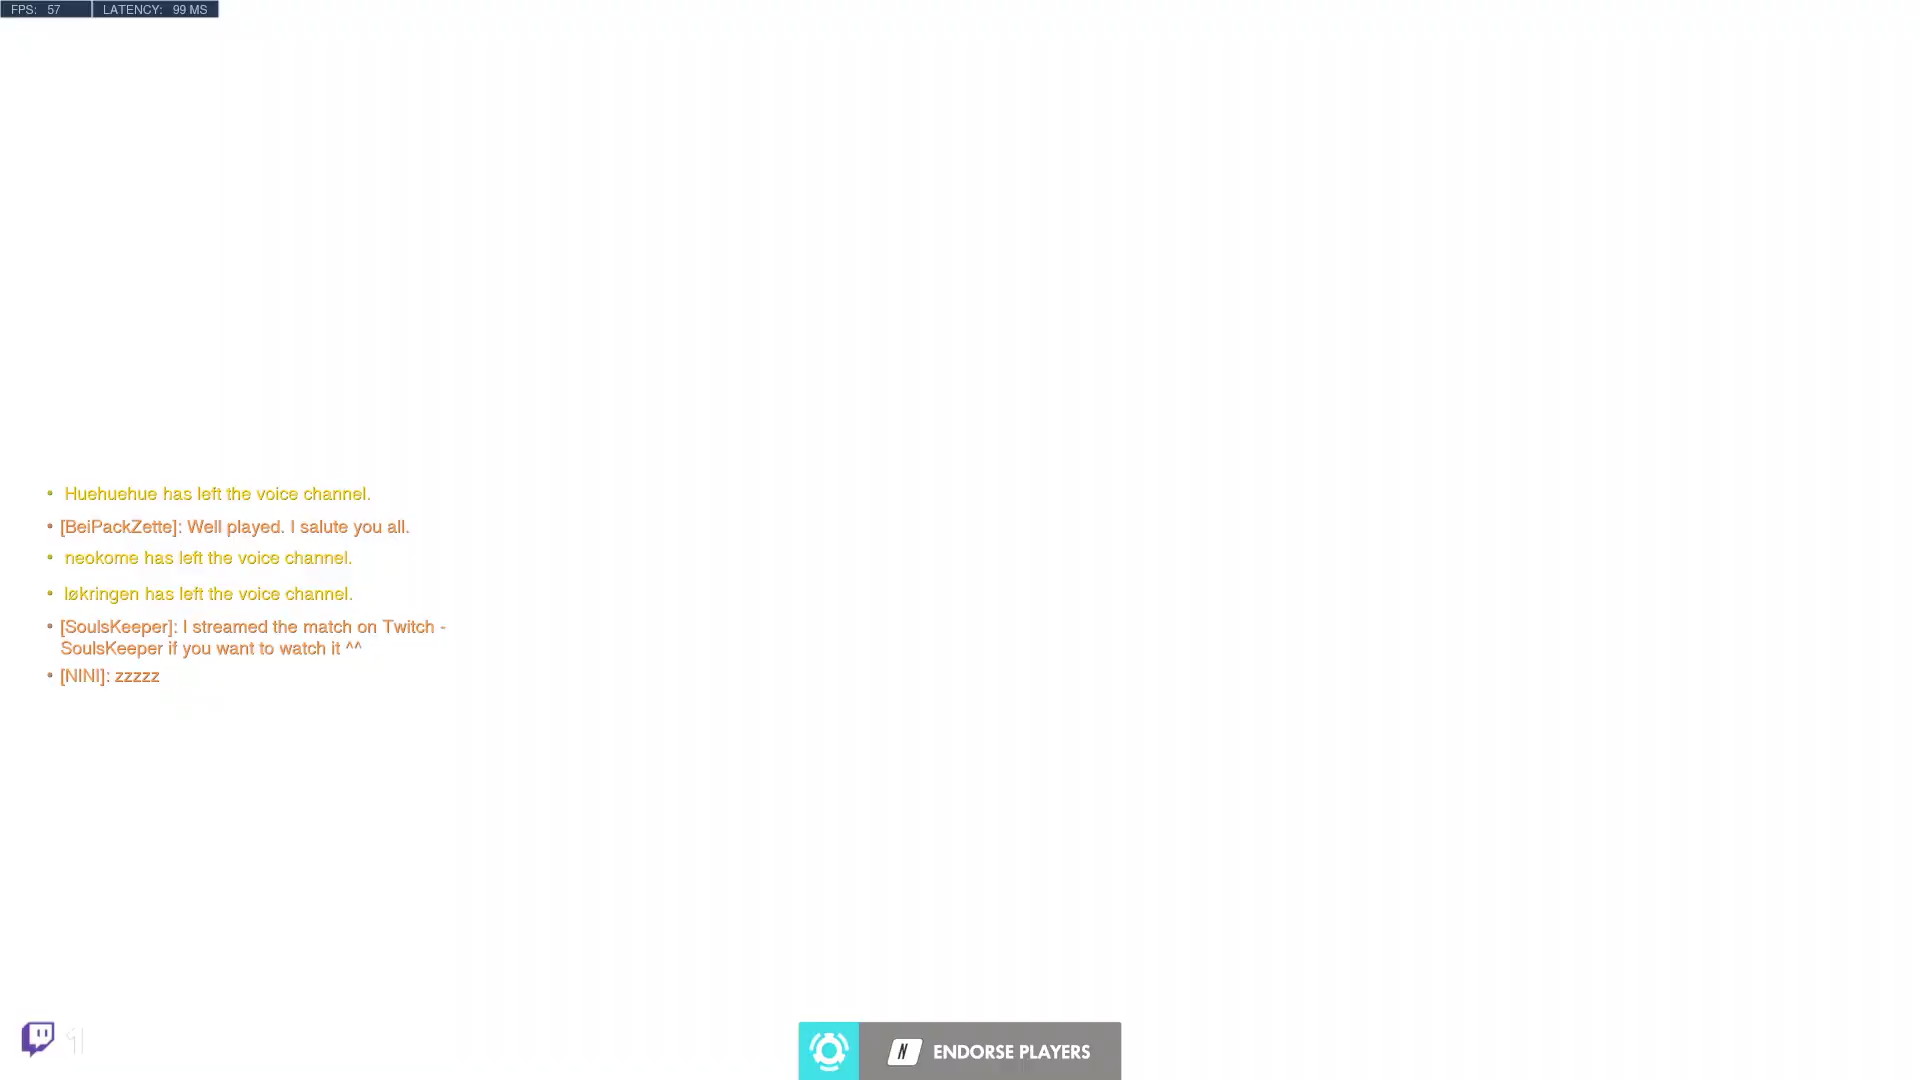 FPS: 57 LATENCY: 99 MS
• Huehuehue has left the voice channel.
• [BeiPackZette]: Well played. I salute you all.
• neokome has left the voice channel.
• løkringen has left the voice channel.
• [SoulsKeeper]: I streamed the match on Twitch -
SoulsKeeper if you want to watch it ^^
• [NINI]: zzzzz
1
N ENDORSE PLAYERS